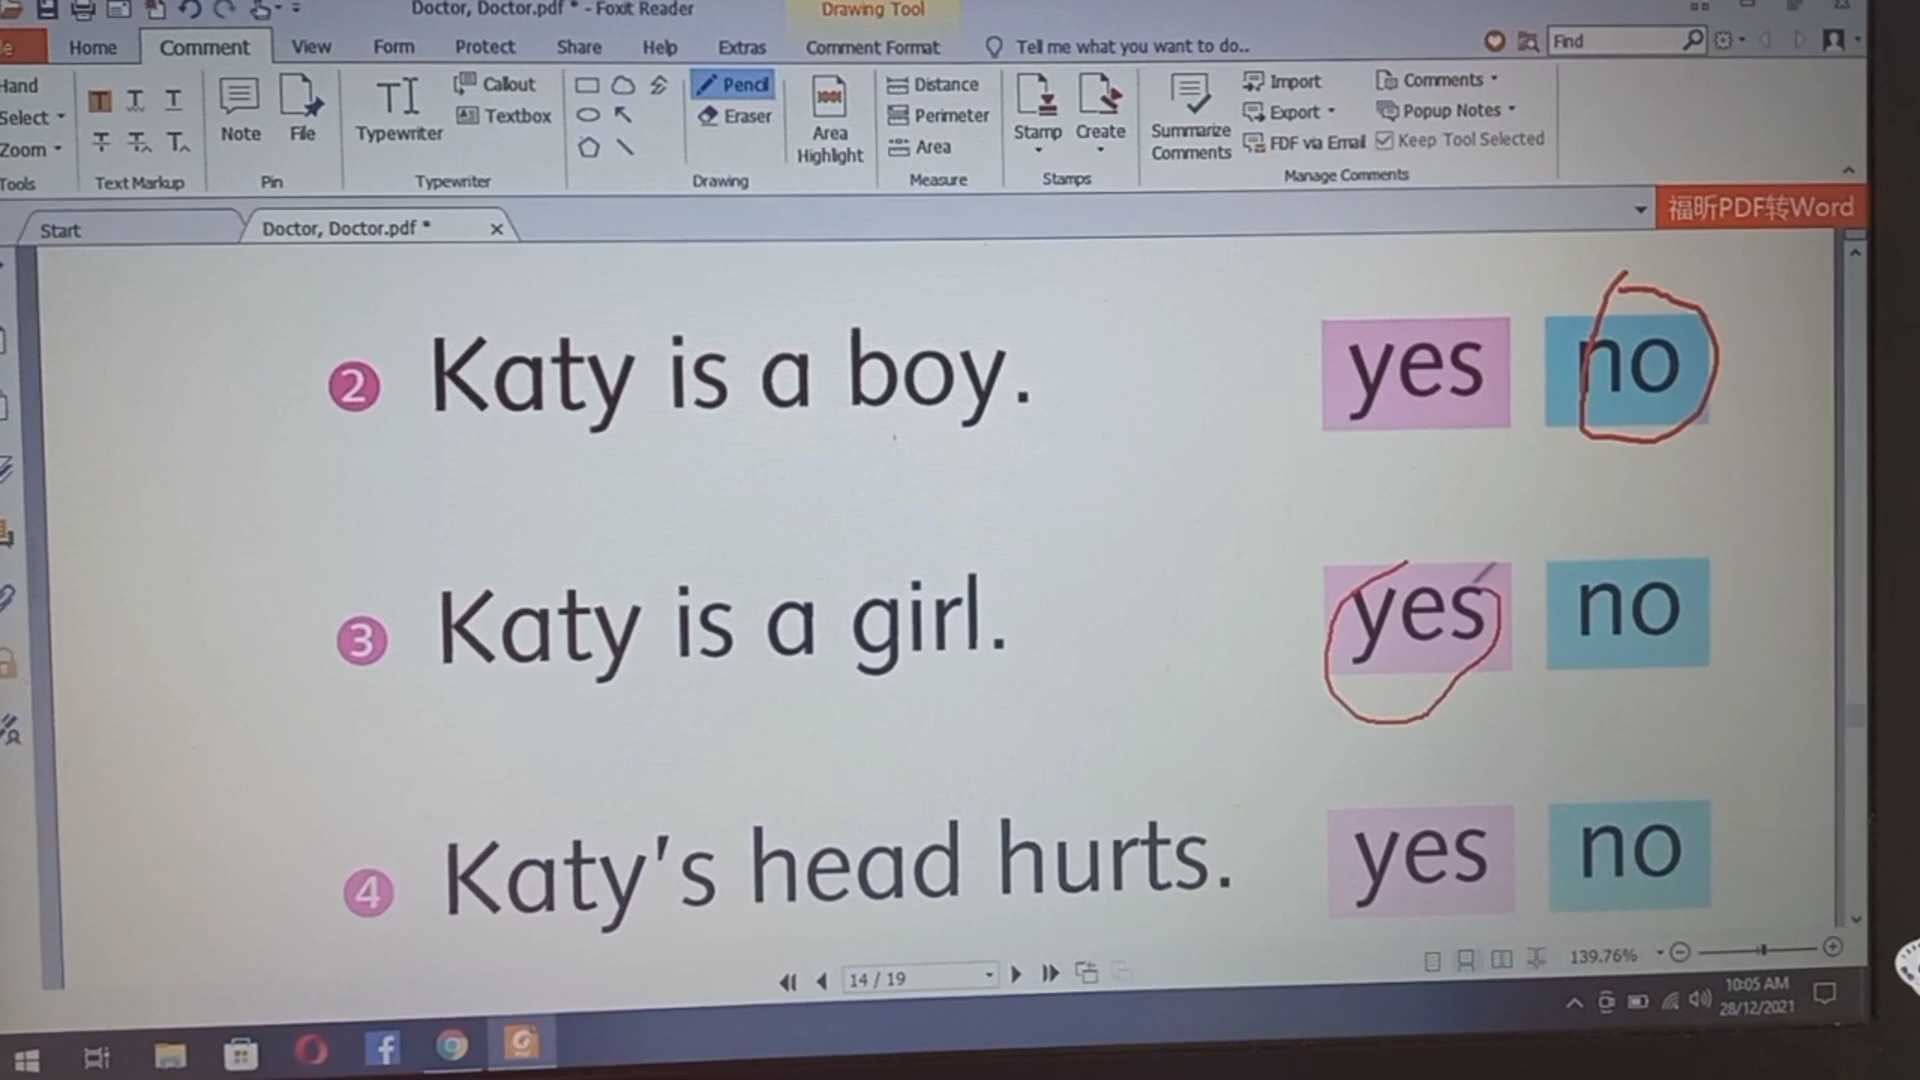 Doctor, Doctor.pdf * - Foxit Reader
Drawing Tool
Home Comment View Form Protect Share Help Extras Comment Format Tell me what you want to do.. Find
Hand
Select
Zoom
Tools
Text Markup
Note
File
Pin
Typewriter
Callout
Textbox
Typewriter
Pencil
Eraser
Drawing
Area
Highlight
Distance
Perimeter
Area
Measure
Stamp
Create
Stamps
Summarize
Comments
Import
Export
FDF via Email
Comments
Popup Notes
Keep Tool Selected
Manage Comments
Start
Doctor, Doctor.pdf *
福昕PDF转Word
2 Katy is a boy. yes no
3 Katy is a girl. yes no
4 Katy's head hurts. yes no
14 / 19
139.76%
10:05 AM
28/12/2021